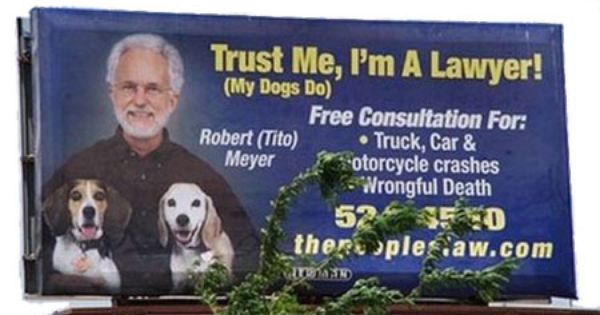 Trust Me, I'm A Lawyer!
(My Dogs Do)
Robert (Tito)
Meyer
Free Consultation For:
• Truck, Car &
otorcycle crashes
Wrongful Death